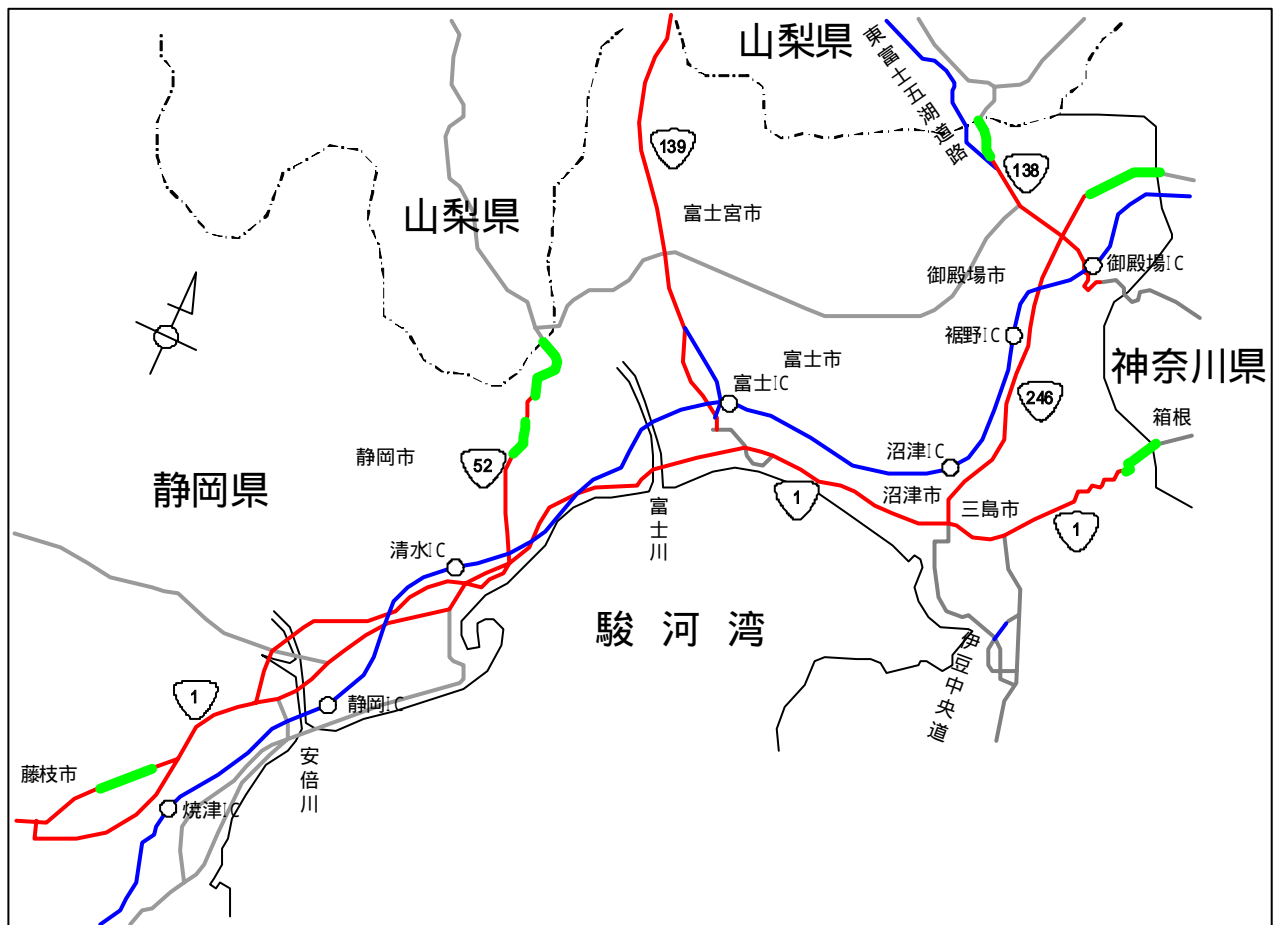 山梨県
東富士五湖道路
139
138
山梨県
富士宮市
御殿場市
御殿場IC
裾野IC
神奈川県
富士市
富士IC
246
箱根
静岡市
52
沼津IC
静岡県
沼津市
1
三島市
富士川
1
清水IC
駿河湾
伊豆中央道
1
静岡IC
安倍川
藤枝市
焼津IC